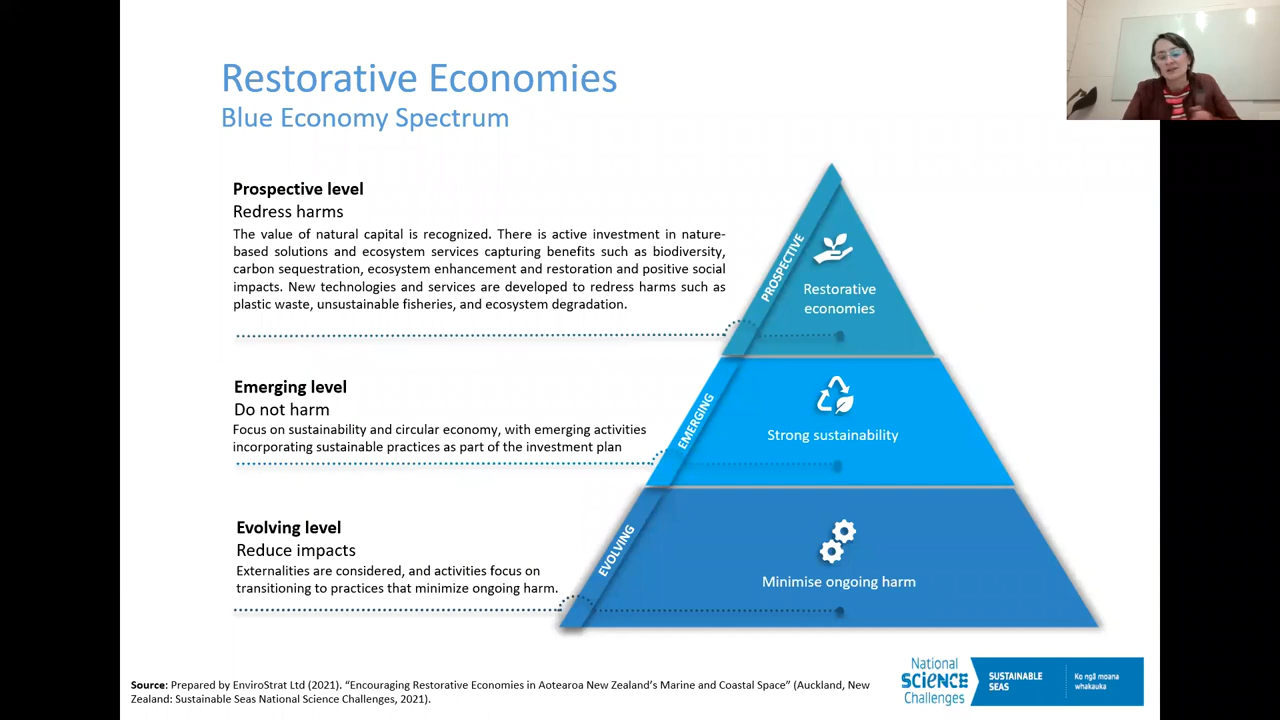 Restorative Economies
Blue Economy Spectrum
Prospective level
Redress harms
The value of natural capital is recognized. There is active investment in nature-
based solutions and ecosystem services capturing benefits such as biodiversity,
carbon sequestration, ecosystem enhancement and restoration and positive social
impacts. New technologies and services are developed to redress harms such as
plastic waste, unsustainable fisheries, and ecosystem degradation.
PROSPECTIVE
Restorative
economies
Emerging level
Do not harm
Focus on sustainability and circular economy, with emerging activities
incorporating sustainable practices as part of the investment plan
EMERGING
Strong sustainability
Evolving level
Reduce impacts
Externalities are considered, and activities focus on
transitioning to practices that minimize ongoing harm.
EVOLVING
Minimise ongoing harm
Source: Prepared by EnviroStrat Ltd (2021). “Encouraging Restorative Economies in Aotearoa New Zealand’s Marine and Coastal Space” (Auckland, New
Zealand: Sustainable Seas National Science Challenges, 2021).
National
SCIENCE
Challenges
SUSTAINABLE
SEAS
Ko ngā moana
whakauka